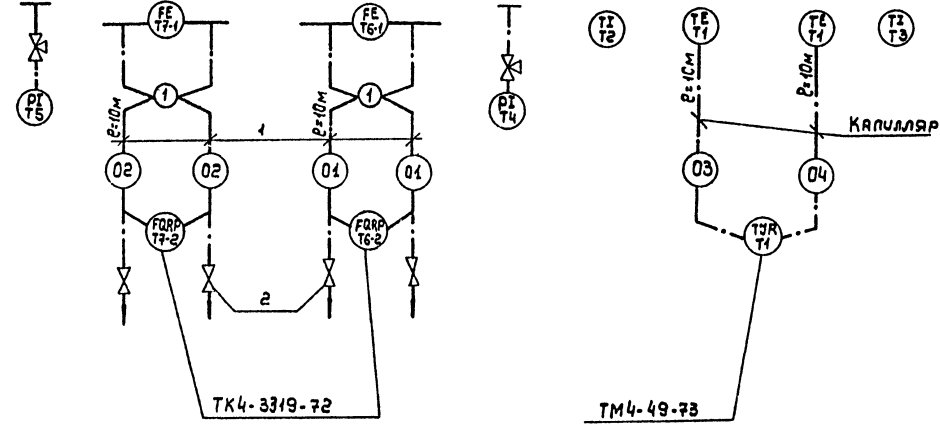 FE T7-1
FE T6-1
TI T2
TE T1
TE T1
TI T3
PI T5
1
1
PI T4
ℓ=10м
ℓ=10м
ℓ=10м
ℓ=10м
1
КАПИЛЛЯР
02
02
01
01
03
04
FQRP T7-2
FQRP T6-2
TJR T1
2
ТК4-3319-72
ТМ4-49-73